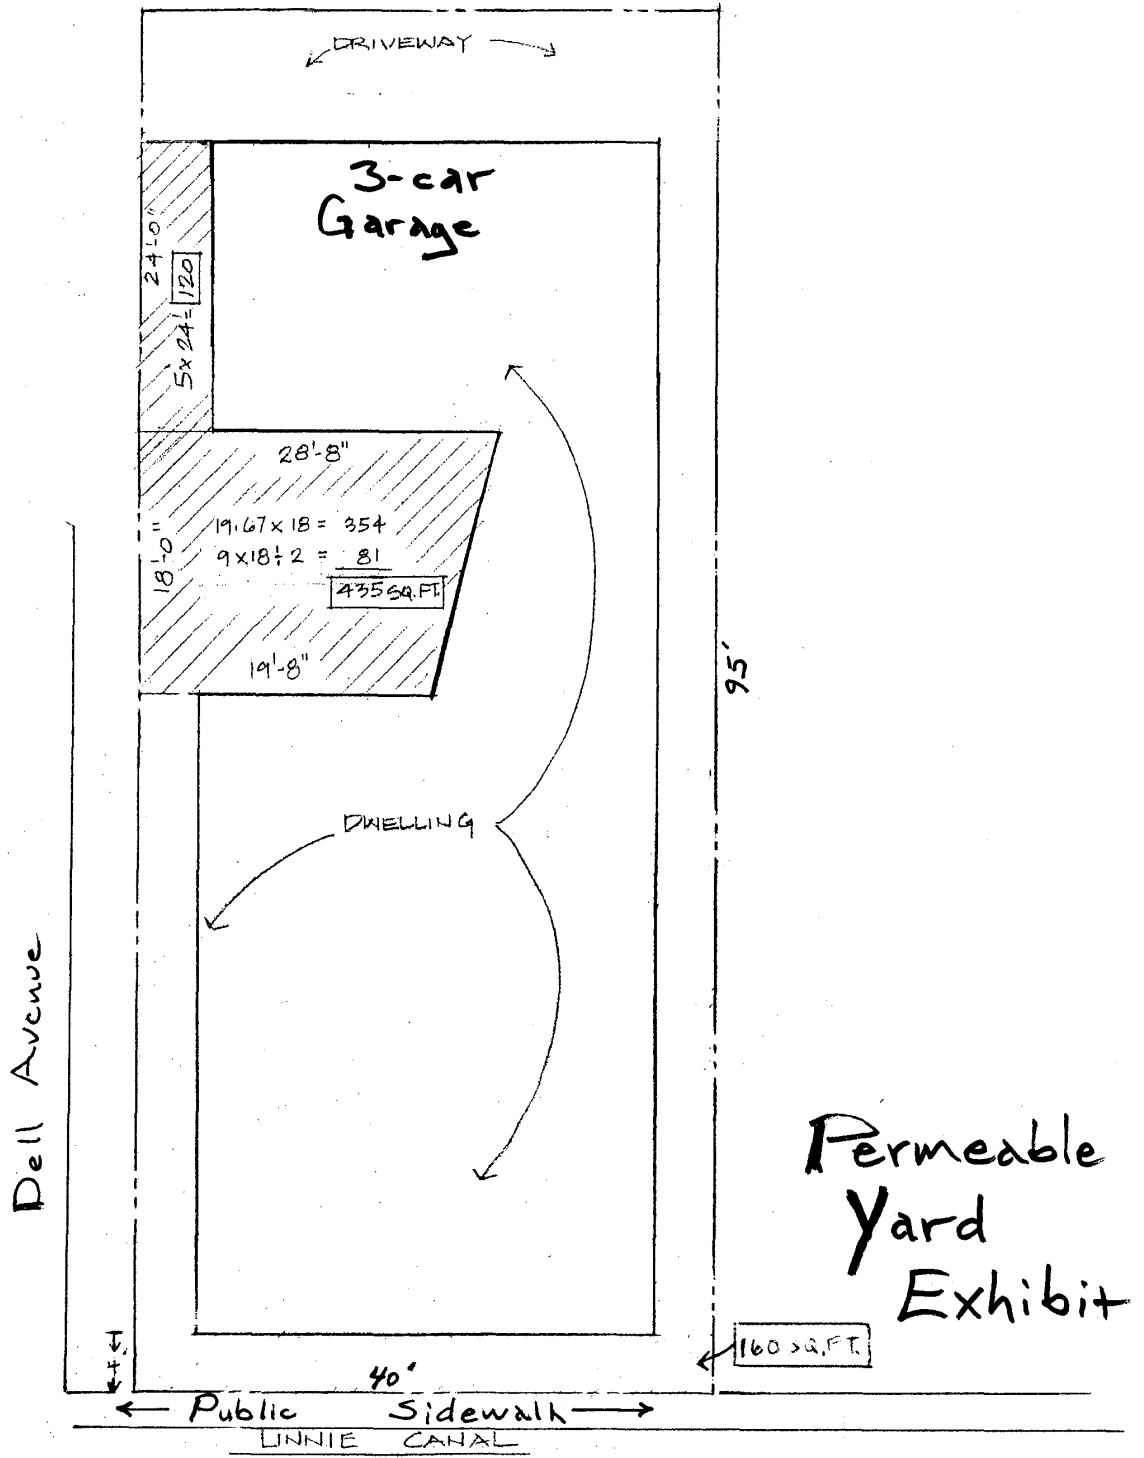 DRIVEWAY
3-car
Garage
24'-0"
5 x 24' = 120
28'-8"
18'-0"
19.67 x 18 = 354
9 x 18 ÷ 2 = 81
435 SQ. FT.
19'-8"
95'
DWELLING
Dell Avenue
Permeable
Yard
Exhibit
160 SQ. FT.
4'
40'
Public Sidewalk
LINNIE CANAL